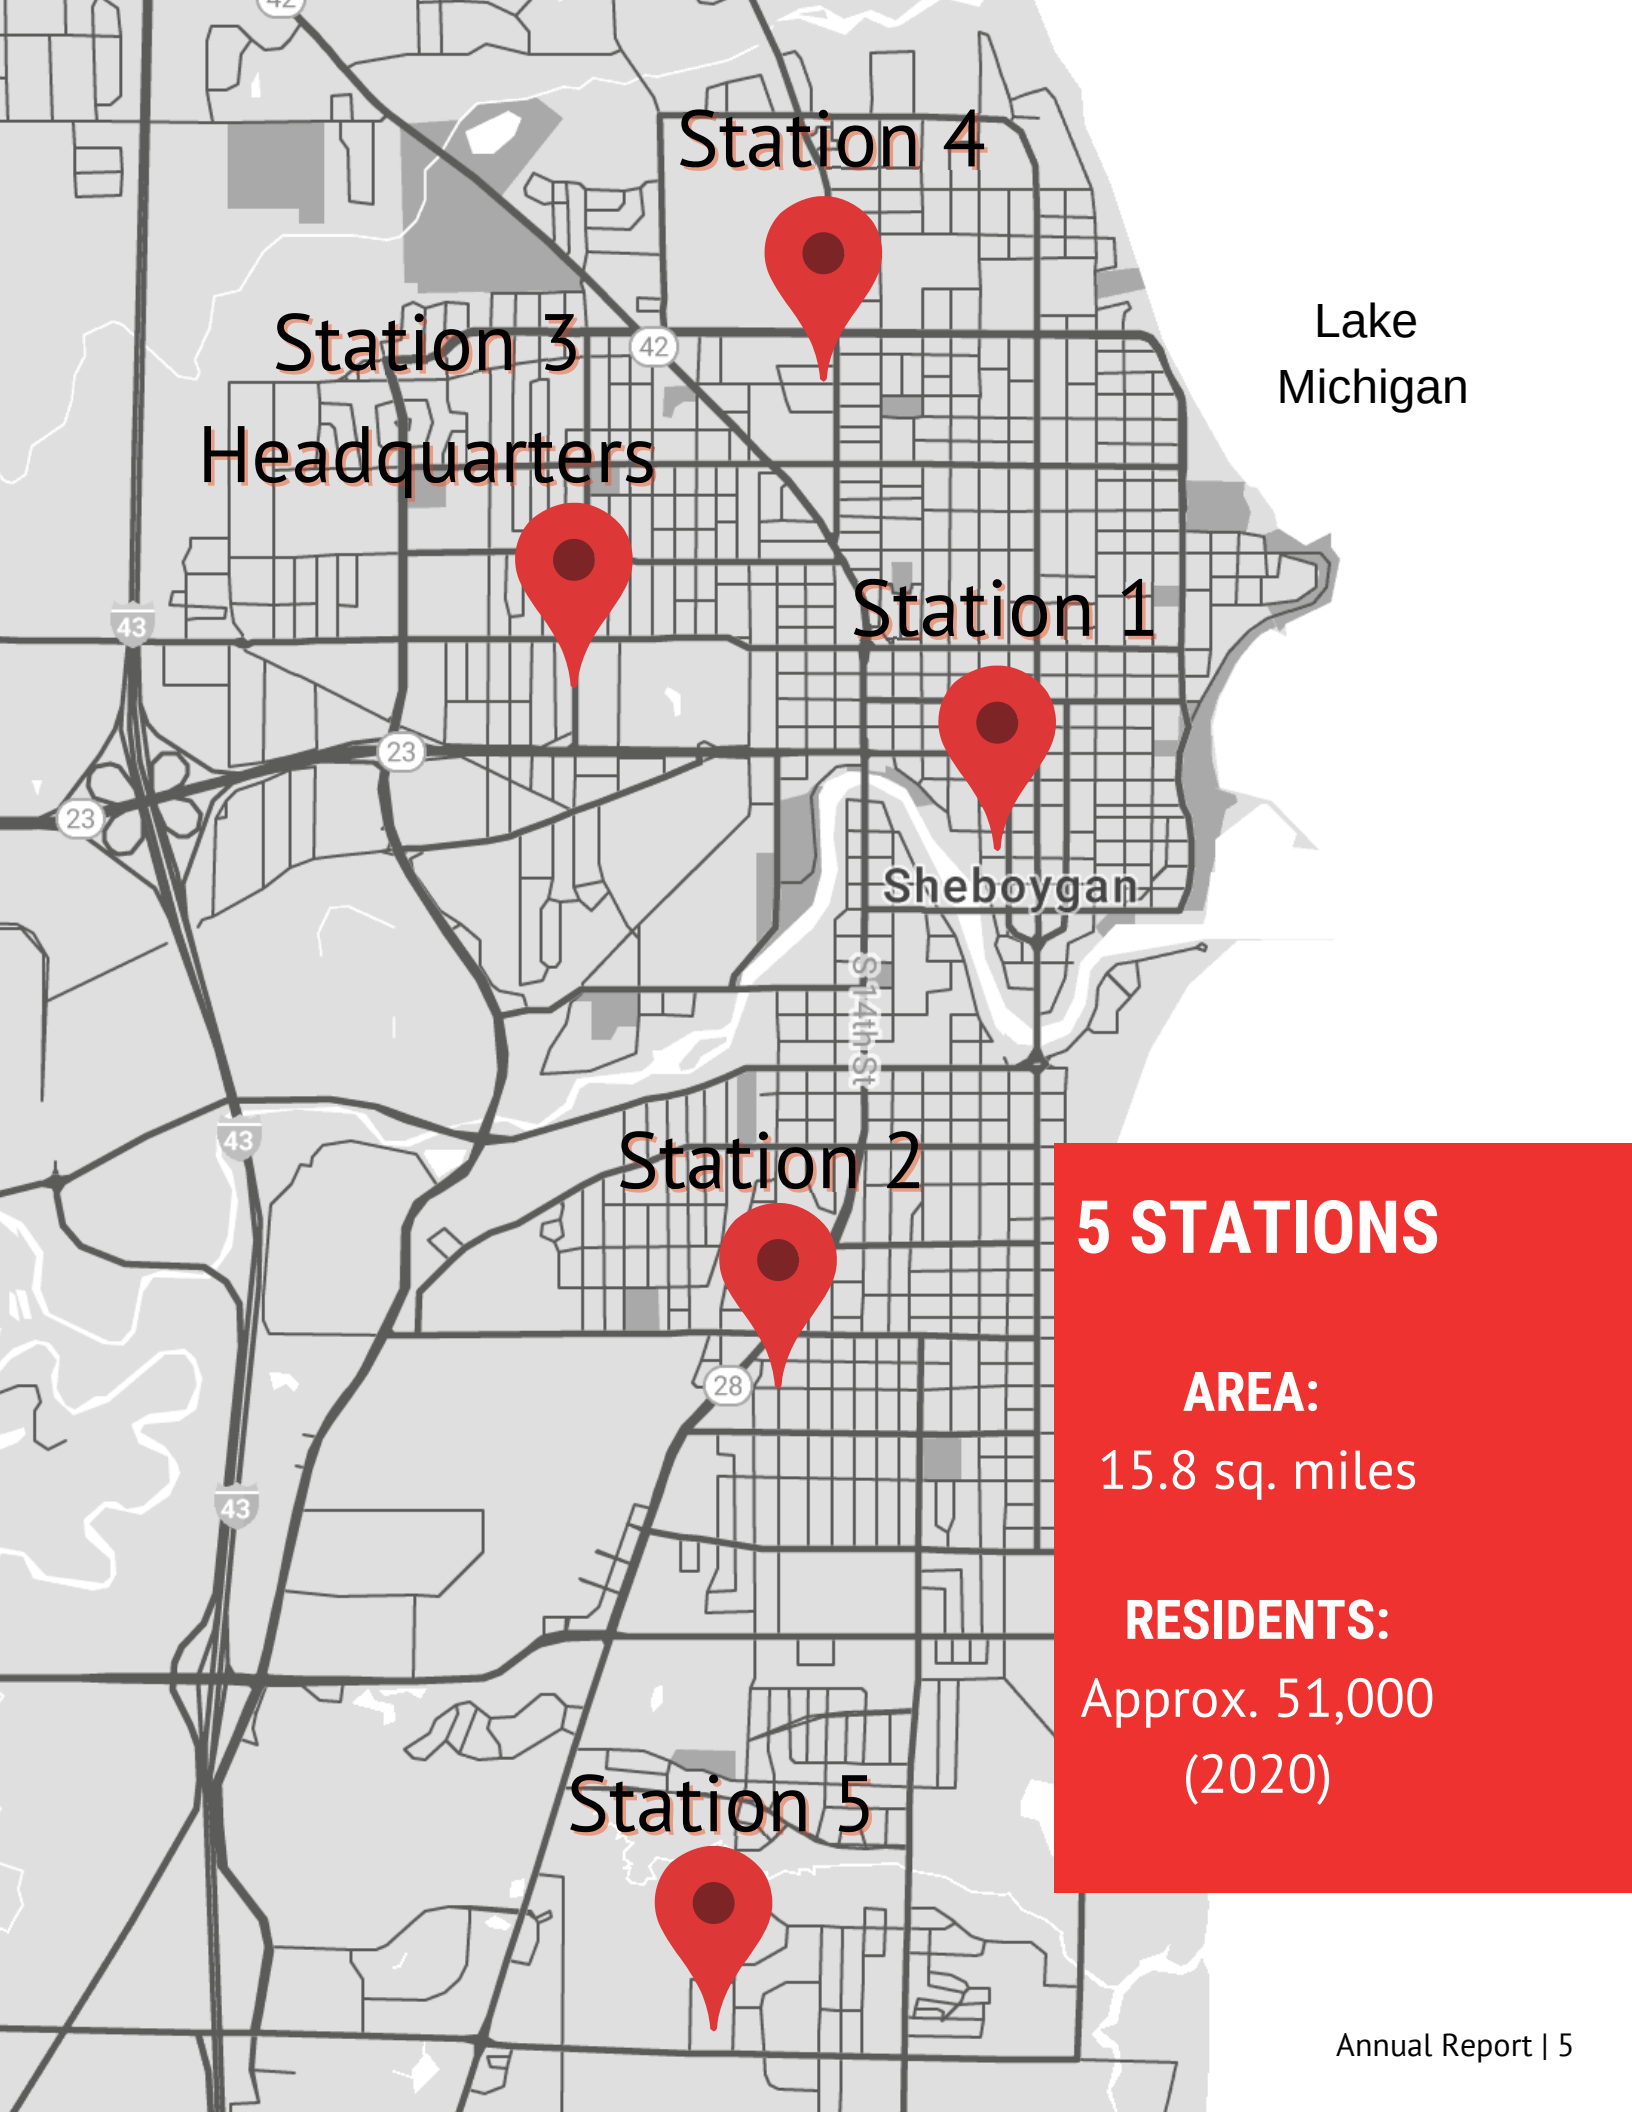 42
Station 4
Lake
Michigan
Station 3
42
Headquarters
Station 1
43
23
23
Sheboygan
S 14th St
43
Station 2
28
43
5 STATIONS
AREA:
15.8 sq. miles
RESIDENTS:
Approx. 51,000
(2020)
Station 5
Annual Report | 5